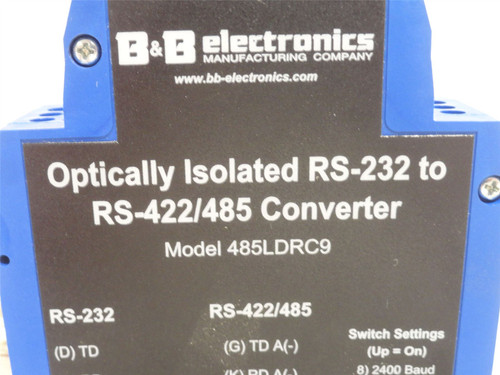 B&B electronics
MANUFACTURING COMPANY
www.bb-electronics.com
Optically Isolated RS-232 to
RS-422/485 Converter
Model 485LDRC9
RS-232
RS-422/485
Switch Settings
(Up = On)
(D) TD
(G) TD A(-)
8) 2400 Baud
(K) RD A(-)